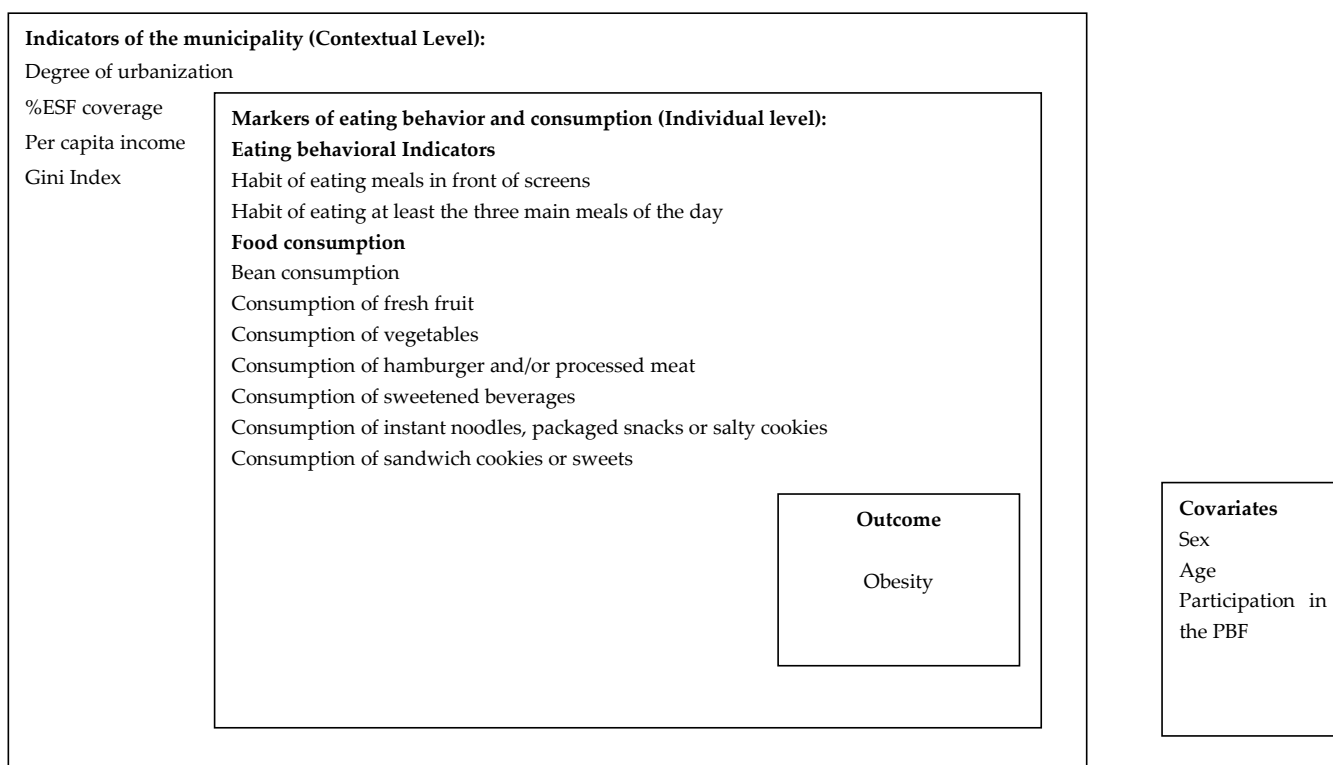 Indicators of the municipality (Contextual Level):
Degree of urbanization
%ESF coverage
Per capita income
Gini Index
Markers of eating behavior and consumption (Individual level):
Eating behavioral Indicators
Habit of eating meals in front of screens
Habit of eating at least the three main meals of the day
Food consumption
Bean consumption
Consumption of fresh fruit
Consumption of vegetables
Consumption of hamburger and/or processed meat
Consumption of sweetened beverages
Consumption of instant noodles, packaged snacks or salty cookies
Consumption of sandwich cookies or sweets
Outcome
Obesity
Covariates
Sex
Age
Participation in
the PBF